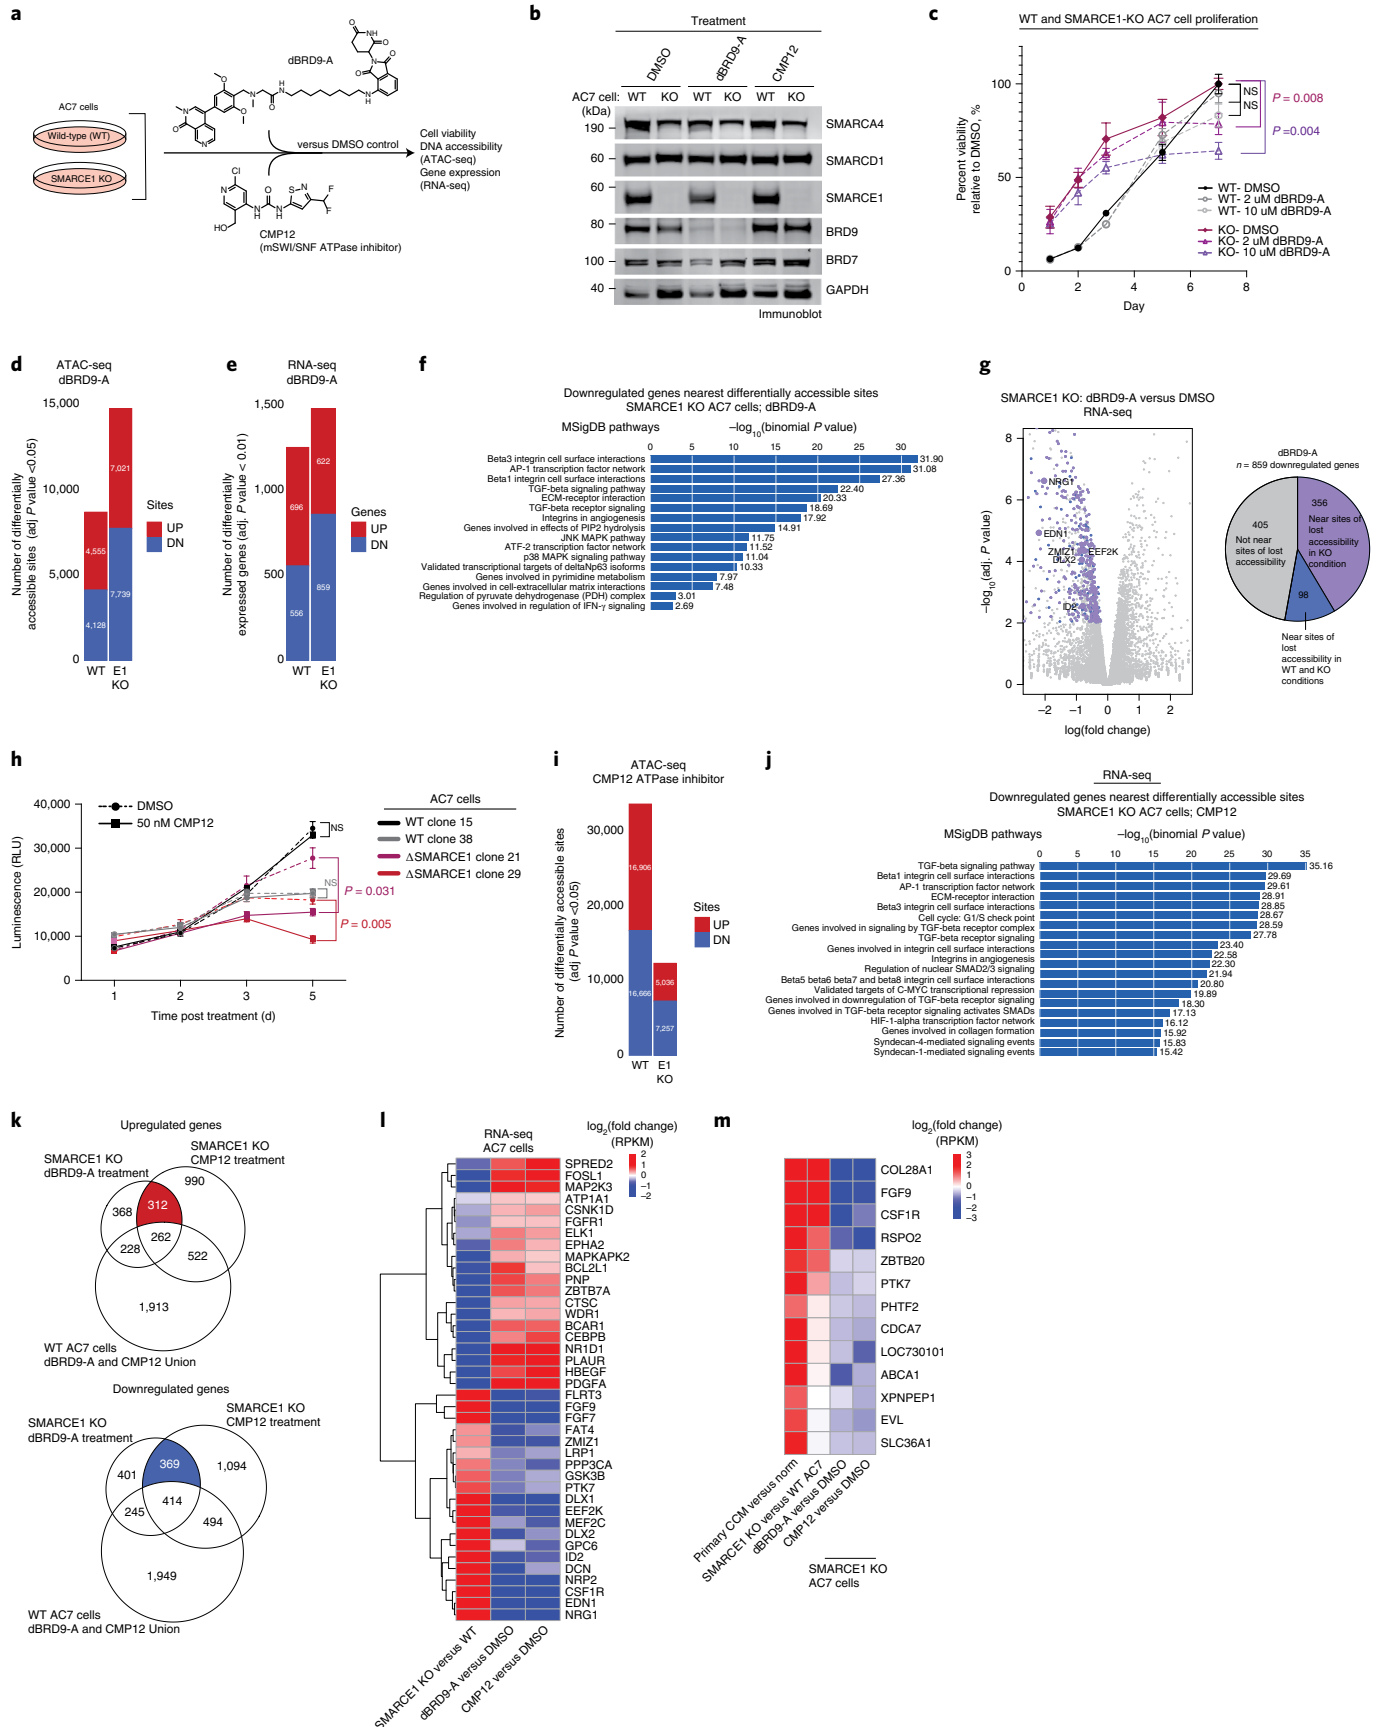 a
AC7 cells
Wild-type (WT)
SMARCE1 KO
dBRD9-A
versus DMSO control
CMP12
(mSWI/SNF ATPase inhibitor)
Cell viability
DNA accessibility
(ATAC-seq)
Gene expression
(RNA-seq)
b
Treatment
DMSO
dBRD9-A
CMP12
AC7 cell: WT KO WT KO WT KO
(kDa)
190 SMARCA4
60 SMARCD1
60 SMARCE1
80 BRD9
100 BRD7
40 GAPDH
Immunoblot
c
WT and SMARCE1-KO AC7 cell proliferation
Percent viability
relative to DMSO, %
100
50
0
0 2 4 6 8
Day
NS
NS
P = 0.008
P =0.004
WT- DMSO
WT- 2 uM dBRD9-A
WT- 10 uM dBRD9-A
KO- DMSO
KO- 2 uM dBRD9-A
KO- 10 uM dBRD9-A
d
ATAC-seq
dBRD9-A
Number of differentially
accessible sites (adj P value <0.05)
15,000
10,000
5,000
0
4,555
4,128
7,021
7,739
WT E1
KO
Sites
UP
DN
e
RNA-seq
dBRD9-A
Number of differentially
expressed genes (adj. P value < 0.01)
1,500
1,000
500
0
696
556
622
859
WT E1
KO
Genes
UP
DN
f
Downregulated genes nearest differentially accessible sites
SMARCE1 KO AC7 cells; dBRD9-A
MSigDB pathways –log10(binomial P value)
0 5 10 15 20 25 30
Beta3 integrin cell surface interactions 31.90
AP-1 transcription factor network 31.08
Beta1 integrin cell surface interactions 27.36
TGF-beta signaling pathway 22.40
ECM-receptor interaction 20.33
TGF-beta receptor signaling 18.69
Integrins in angiogenesis 17.92
Genes involved in effects of PIP2 hydrolysis 14.91
JNK MAPK pathway 11.75
ATF-2 transcription factor network 11.52
p38 MAPK signaling pathway 11.04
Validated transcriptional targets of deltaNp63 isoforms 10.33
Genes involved in pyrimidine metabolism 7.97
Genes involved in cell-extracellular matrix interactions 7.48
Regulation of pyruvate dehydrogenase (PDH) complex 3.01
Genes involved in regulation of IFN-γ signaling 2.69
g
SMARCE1 KO: dBRD9-A versus DMSO
RNA-seq
–log10(adj. P value)
8
6
4
2
0
–2 –1 0 1 2
log(fold change)
NRG1
EDN1
ZMIZ1
EEF2K
DLX2
ID2
dBRD9-A
n = 859 downregulated genes
356
Near sites of
lost
accessibility
in KO
condition
405
Not near
sites of lost
accessibility
98
Near sites of
lost
accessibility in
WT and KO
conditions
h
DMSO
50 nM CMP12
Luminescence (RLU)
40,000
30,000
20,000
10,000
0
1 2 3 5
Time post treatment (d)
NS
NS
P = 0.031
P = 0.005
AC7 cells
WT clone 15
WT clone 38
ΔSMARCE1 clone 21
ΔSMARCE1 clone 29
i
ATAC-seq
CMP12 ATPase inhibitor
Number of differentially accessible sites
(adj P value <0.05)
30,000
20,000
10,000
0
16,906
16,666
5,036
7,257
WT E1
KO
Sites
UP
DN
j
RNA-seq
Downregulated genes nearest differentially accessible sites
SMARCE1 KO AC7 cells; CMP12
MSigDB pathways –log10(binomial P value)
0 5 10 15 20 25 30 35
TGF-beta signaling pathway 35.16
Beta1 integrin cell surface interactions 29.69
AP-1 transcription factor network 29.61
ECM-receptor interaction 28.91
Beta3 integrin cell surface interactions 28.85
Cell cycle: G1/S check point 28.67
Genes involved in signaling by TGF-beta receptor complex 28.59
TGF-beta receptor signaling 27.78
Genes involved in integrin cell surface interactions 23.40
Integrins in angiogenesis 22.58
Regulation of nuclear SMAD2/3 signaling 22.30
Beta5 beta6 beta7 and beta8 integrin cell surface interactions 21.94
Validated targets of C-MYC transcriptional repression 20.80
Genes involved in downregulation of TGF-beta receptor signaling 19.89
Genes involved in TGF-beta receptor signaling activates SMADs 18.30
HIF-1-alpha transcription factor network 17.13
Genes involved in collagen formation 16.12
Syndecan-4-mediated signaling events 15.92
Syndecan-1-mediated signaling events 15.83
15.42
k
Upregulated genes
SMARCE1 KO
dBRD9-A treatment
SMARCE1 KO
CMP12 treatment
990
368
312
262
228
522
1,913
WT AC7 cells
dBRD9-A and CMP12 Union
Downregulated genes
SMARCE1 KO
dBRD9-A treatment
SMARCE1 KO
CMP12 treatment
401
369
1,094
414
245
494
1,949
WT AC7 cells
dBRD9-A and CMP12 Union
l
RNA-seq
AC7 cells
log2(fold change)
(RPKM)
2
1
0
–1
–2
SPRED2
FOSL1
MAP2K3
ATP1A1
CSNK1D
FGFR1
ELK1
EPHA2
MAPKAPK2
BCL2L1
PNP
ZBTB7A
CTSC
WDR1
BCAR1
CEBPB
NR1D1
PLAUR
HBEGF
PDGFA
FLRT3
FGF9
FGF7
FAT4
ZMIZ1
LRP1
PPP3CA
GSK3B
PTK7
DLX1
EEF2K
MEF2C
DLX2
GPC6
ID2
DCN
NRP2
CSF1R
EDN1
NRG1
SMARCE1 KO versus WT
dBRD9-A versus DMSO
CMP12 versus DMSO
m
log2(fold change)
(RPKM)
3
2
1
0
–1
–2
–3
COL28A1
FGF9
CSF1R
RSPO2
ZBTB20
PTK7
PHTF2
CDCA7
LOC730101
ABCA1
XPNPEP1
EVL
SLC36A1
Primary CCM versus norm
SMARCE1 KO versus WT AC7
dBRD9-A versus DMSO
CMP12 versus DMSO
SMARCE1 KO
AC7 cells